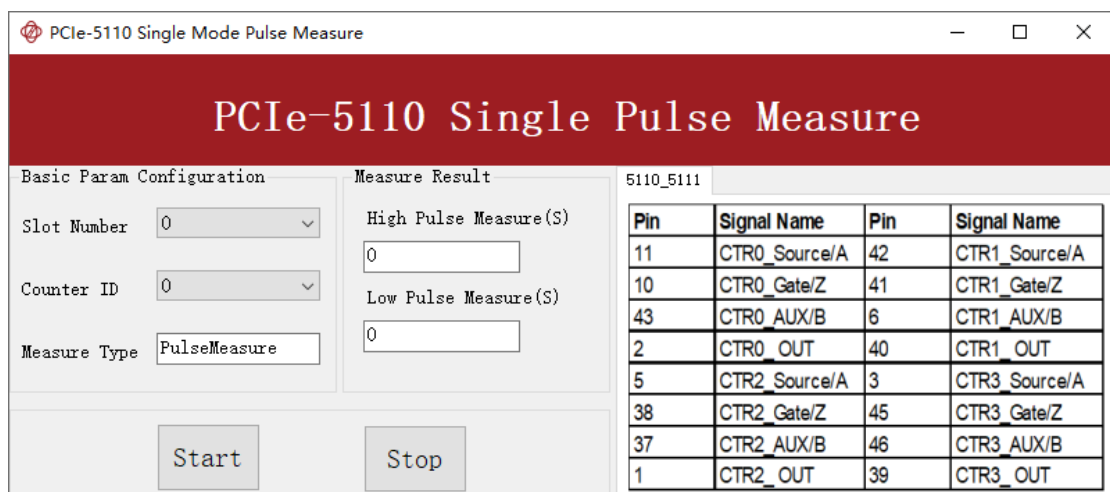 PCIe-5110 Single Mode Pulse Measure
PCIe-5110 Single Pulse Measure
Basic Param Configuration
Slot Number 0
Counter ID 0
Measure Type PulseMeasure
Measure Result
High Pulse Measure(S)
0
Low Pulse Measure(S)
0
Start Stop
5110_5111
Pin Signal Name Pin Signal Name
11 CTR0_Source/A 42 CTR1_Source/A
10 CTR0_Gate/Z 41 CTR1_Gate/Z
43 CTR0_AUX/B 6 CTR1_AUX/B
2 CTR0_OUT 40 CTR1_OUT
5 CTR2_Source/A 3 CTR3_Source/A
38 CTR2_Gate/Z 45 CTR3_Gate/Z
37 CTR2_AUX/B 46 CTR3_AUX/B
1 CTR2_OUT 39 CTR3_OUT